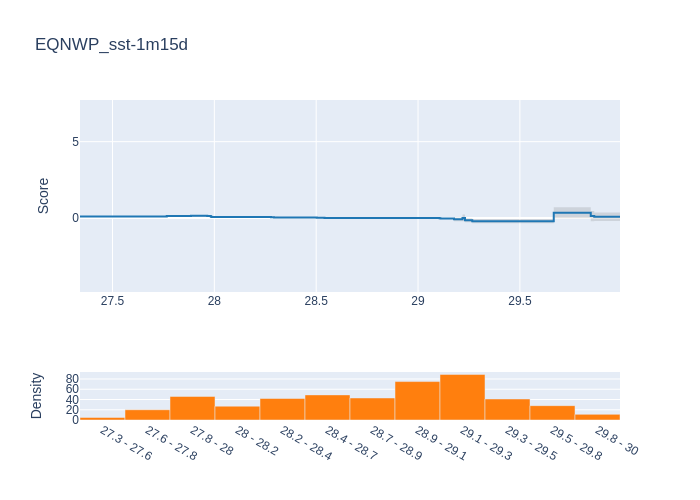 EQNWP_sst-1m15d
Score
5
0
27.5
28
28.5
29
29.5
Density
80
60
40
20
0
27.3 - 27.6
27.6 - 27.8
27.8 - 28
28 - 28.2
28.2 - 28.4
28.4 - 28.7
28.7 - 28.9
28.9 - 29.1
29.1 - 29.3
29.3 - 29.5
29.5 - 29.8
29.8 - 30